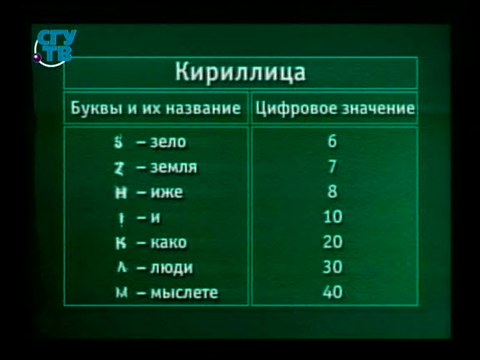 СГУ
ТВ
Кириллица
Буквы и их название Цифровое значение
Ѕ – зело 6
Z – земля 7
Н – иже 8
І – и 10
К – како 20
Л – люди 30
М – мыслете 40